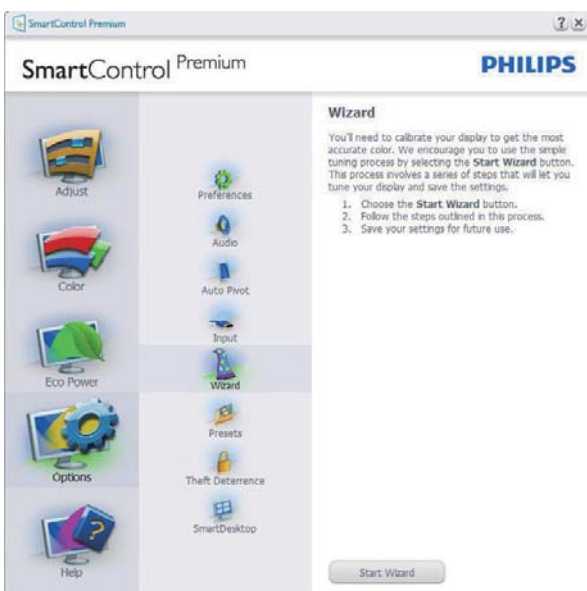 SmartControl Premium
SmartControl Premium
PHILIPS
Adjust
Color
Eco Power
Options
Help
Preferences
Audio
Auto Pivot
Input
Wizard
Presets
Theft Deterrence
SmartDesktop
Wizard
You'll need to calibrate your display to get the most
accurate color. We encourage you to use the simple
tuning process by selecting the Start Wizard button.
This process involves a series of steps that will let you
tune your display and save the settings.
1. Choose the Start Wizard button.
2. Follow the steps outlined in this process.
3. Save your settings for future use.
Start Wizard